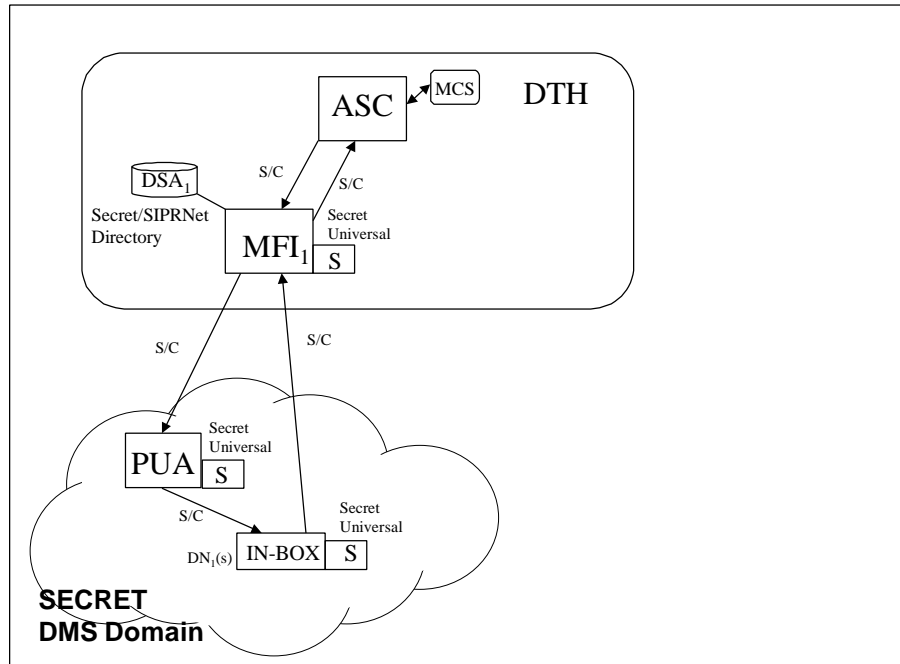 ASC
MCS
DTH
S/C
S/C
DSA₁
Secret/SIPRNet
Directory
Secret
Universal
MFI₁
S
S/C
S/C
Secret
Universal
PUA
S
S/C
Secret
Universal
DN₁(s)
IN-BOX
S
SECRET
DMS Domain